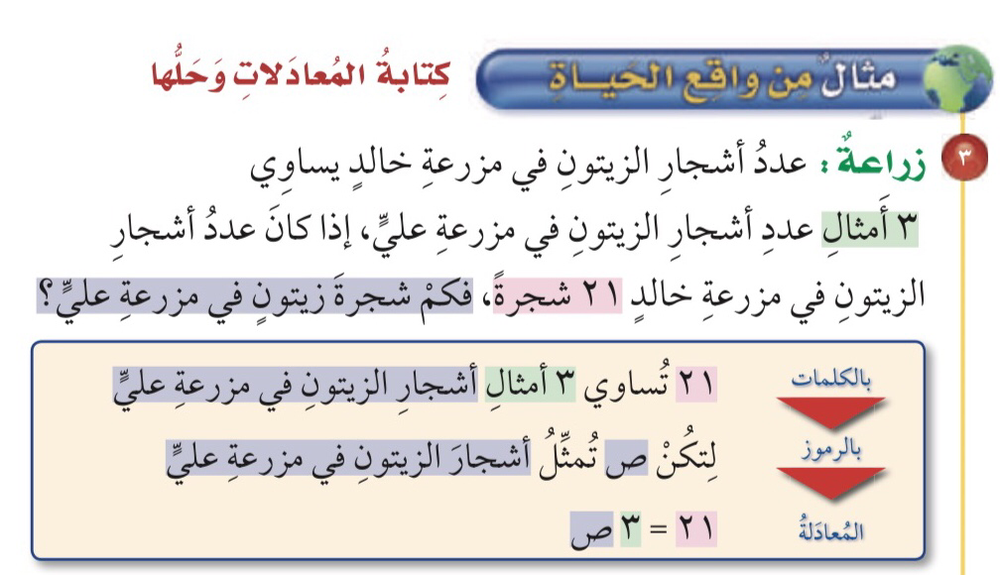 مثالٌ مِن واقِعِ الحَياةِ كِتابةُ المُعادَلاتِ وَحَلُّها
٣ زراعةٌ: عددُ أشجارِ الزيتونِ في مزرعةِ خالدٍ يساوِي
٣ أَمثالِ عددِ أشجارِ الزيتونِ في مزرعةِ عليٍّ، إذا كانَ عددُ أشجارِ
الزيتونِ في مزرعةِ خالدٍ ٢١ شجرةً، فكمْ شجرةَ زيتونٍ في مزرعةِ عليٍّ؟
بالكلمات ٢١ تُساوي ٣ أمثالِ أشجارِ الزيتونِ في مزرعةِ عليٍّ
بالرموز لِتكُنْ ص تُمثِّلُ أشجارَ الزيتونِ في مزرعةِ عليٍّ
المُعادَلةُ ٢١ = ٣ ص